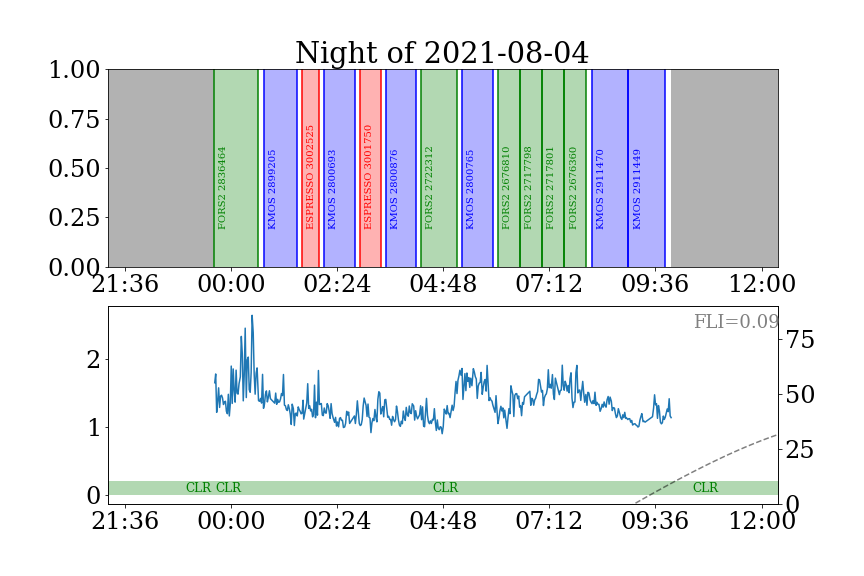 Night of 2021-08-04
1.00
0.75
0.50
0.25
0.00
FORS2 2836464
KMOS 2899205
ESPRESSO 3002525
KMOS 2800693
ESPRESSO 3001750
KMOS 2800876
FORS2 2722312
KMOS 2800765
FORS2 2676810
FORS2 2717798
FORS2 2717801
FORS2 2676360
KMOS 2911470
KMOS 2911449
21:36 00:00 02:24 04:48 07:12 09:36 12:00
FLI=0.09
2
1
0
75
50
25
0
CLR CLR CLR CLR
21:36 00:00 02:24 04:48 07:12 09:36 12:00